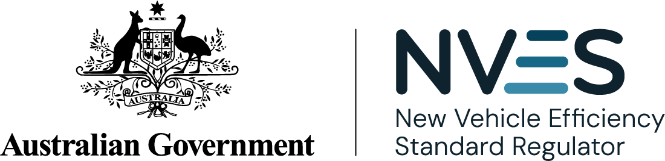 AUSTRALIA
Australian Government
NVES
New Vehicle Efficiency
Standard Regulator